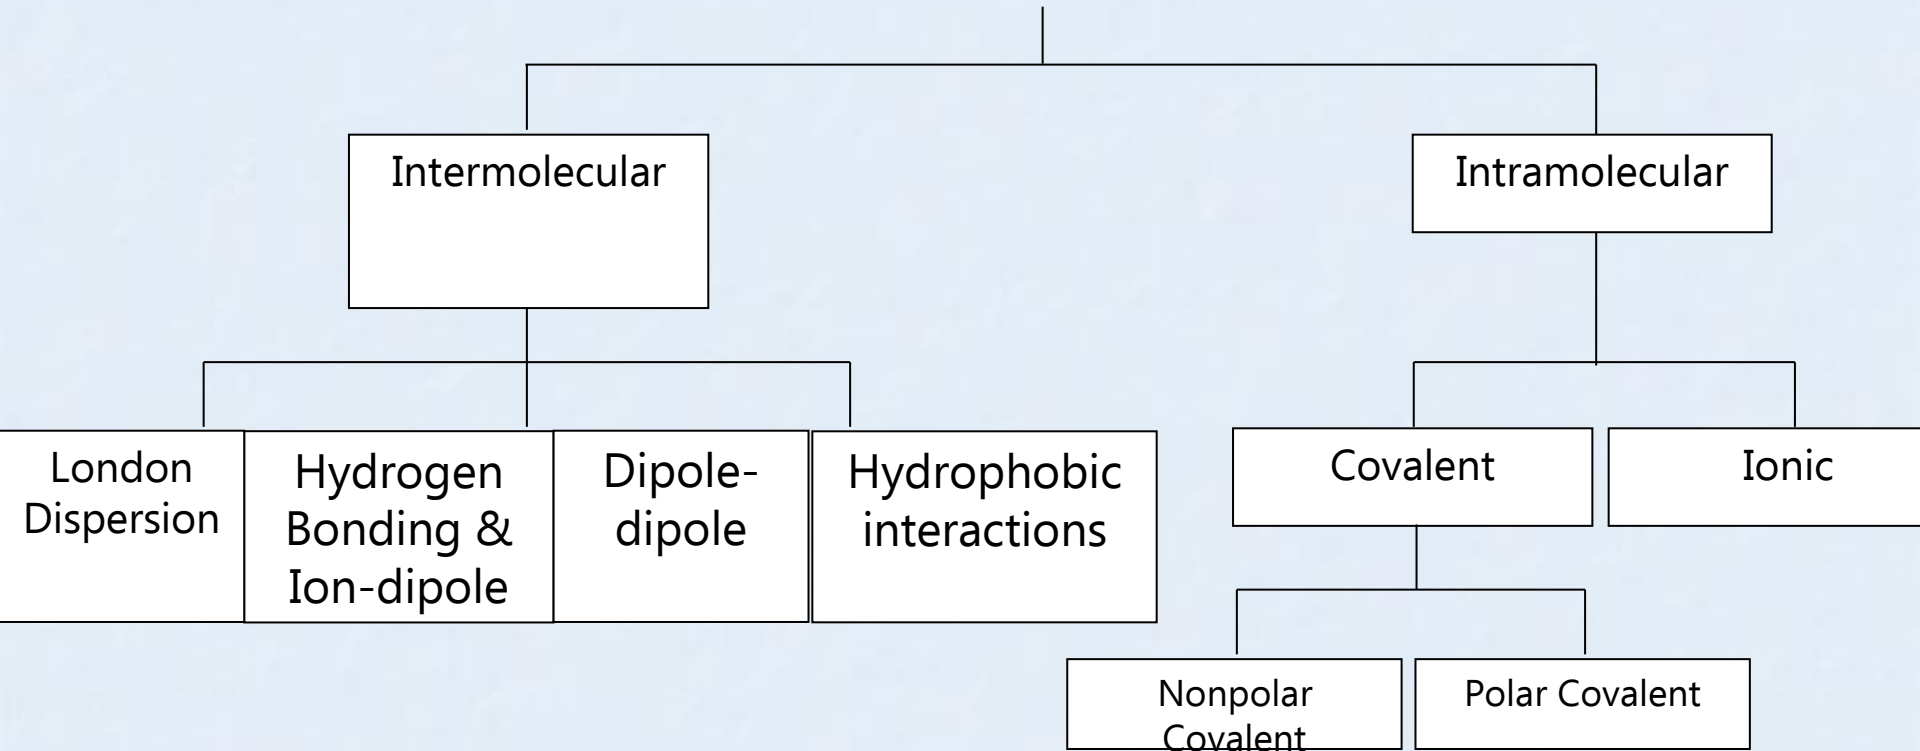 Intermolecular
Intramolecular
London
Dispersion
Hydrogen
Bonding &
Ion-dipole
Dipole-
dipole
Hydrophobic
interactions
Covalent
Ionic
Nonpolar
Covalent
Polar Covalent